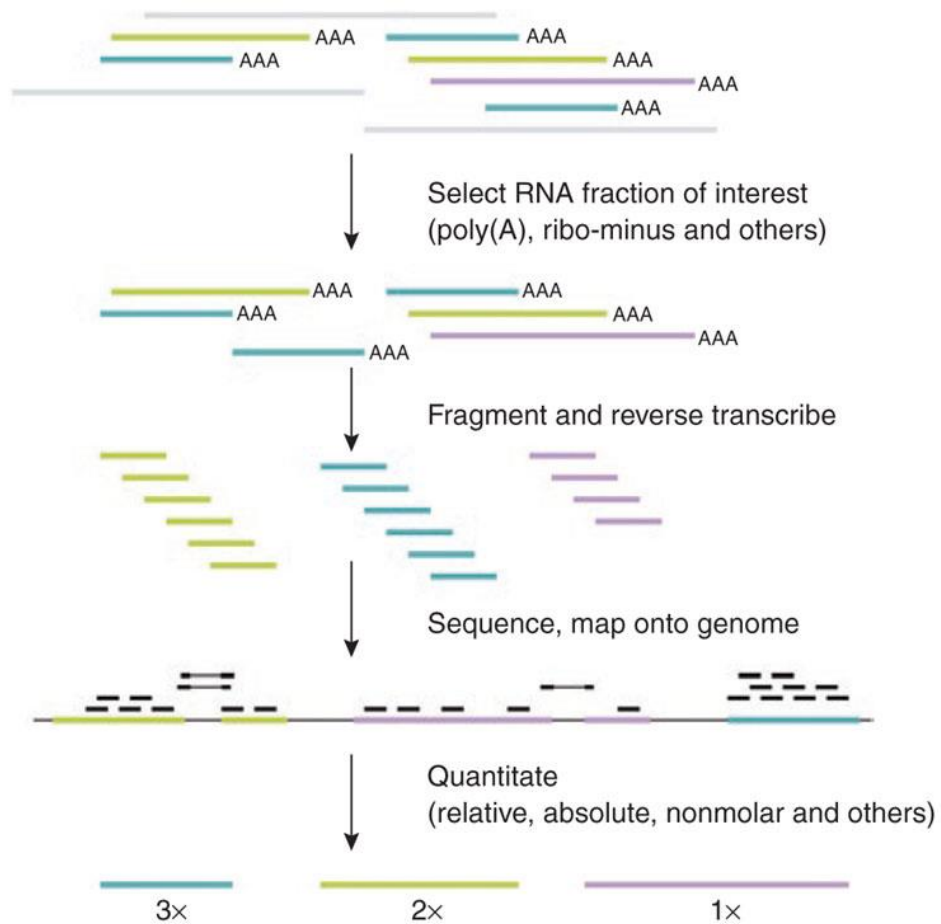 AAA
AAA
AAA
AAA
AAA
AAA
Select RNA fraction of interest
(poly(A), ribo-minus and others)
AAA
AAA
AAA
AAA
AAA
AAA
Fragment and reverse transcribe
Sequence, map onto genome
Quantitate
(relative, absolute, nonmolar and others)
3×
2×
1×